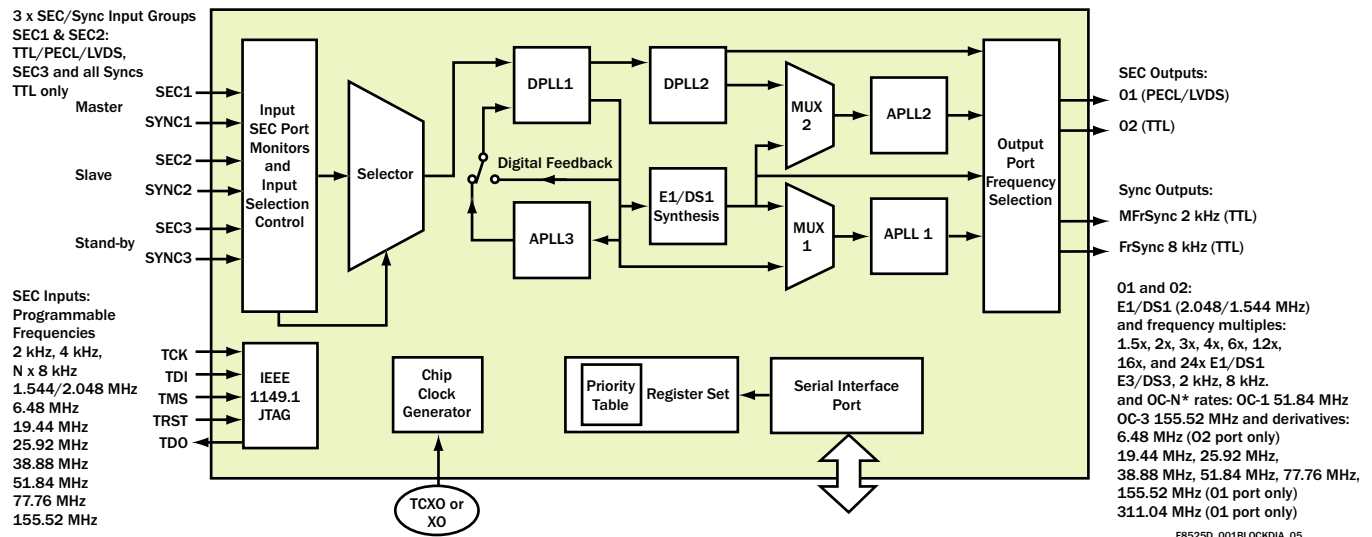 3 x SEC/Sync Input Groups
SEC1 & SEC2:
TTL/PECL/LVDS,
SEC3 and all Syncs
TTL only
Master
Slave
Stand-by
SEC1
SYNC1
SEC2
SYNC2
SEC3
SYNC3
Input
SEC Port
Monitors
and
Input
Selection
Control
Selector
DPLL1
DPLL2
Digital Feedback
APLL3
E1/DS1
Synthesis
MUX
2
MUX
1
APLL2
APLL 1
Output
Port
Frequency
Selection
SEC Outputs:
01 (PECL/LVDS)
02 (TTL)
Sync Outputs:
MFrSync 2 kHz (TTL)
FrSync 8 kHz (TTL)
SEC Inputs:
Programmable
Frequencies
2 kHz, 4 kHz,
N x 8 kHz
1.544/2.048 MHz
6.48 MHz
19.44 MHz
25.92 MHz
38.88 MHz
51.84 MHz
77.76 MHz
155.52 MHz
TCK
TDI
TMS
TRST
TDO
IEEE
1149.1
JTAG
Chip
Clock
Generator
TCXO or
XO
Priority
Table
Register Set
Serial Interface
Port
01 and 02:
E1/DS1 (2.048/1.544 MHz)
and frequency multiples:
1.5x, 2x, 3x, 4x, 6x, 12x,
16x, and 24x E1/DS1
E3/DS3, 2 kHz, 8 kHz.
and OC-N* rates: OC-1 51.84 MHz
OC-3 155.52 MHz and derivatives:
6.48 MHz (O2 port only)
19.44 MHz, 25.92 MHz,
38.88 MHz, 51.84 MHz, 77.76 MHz,
155.52 MHz (01 port only)
311.04 MHz (01 port only)
F8525D_001BLOCKDIA_05